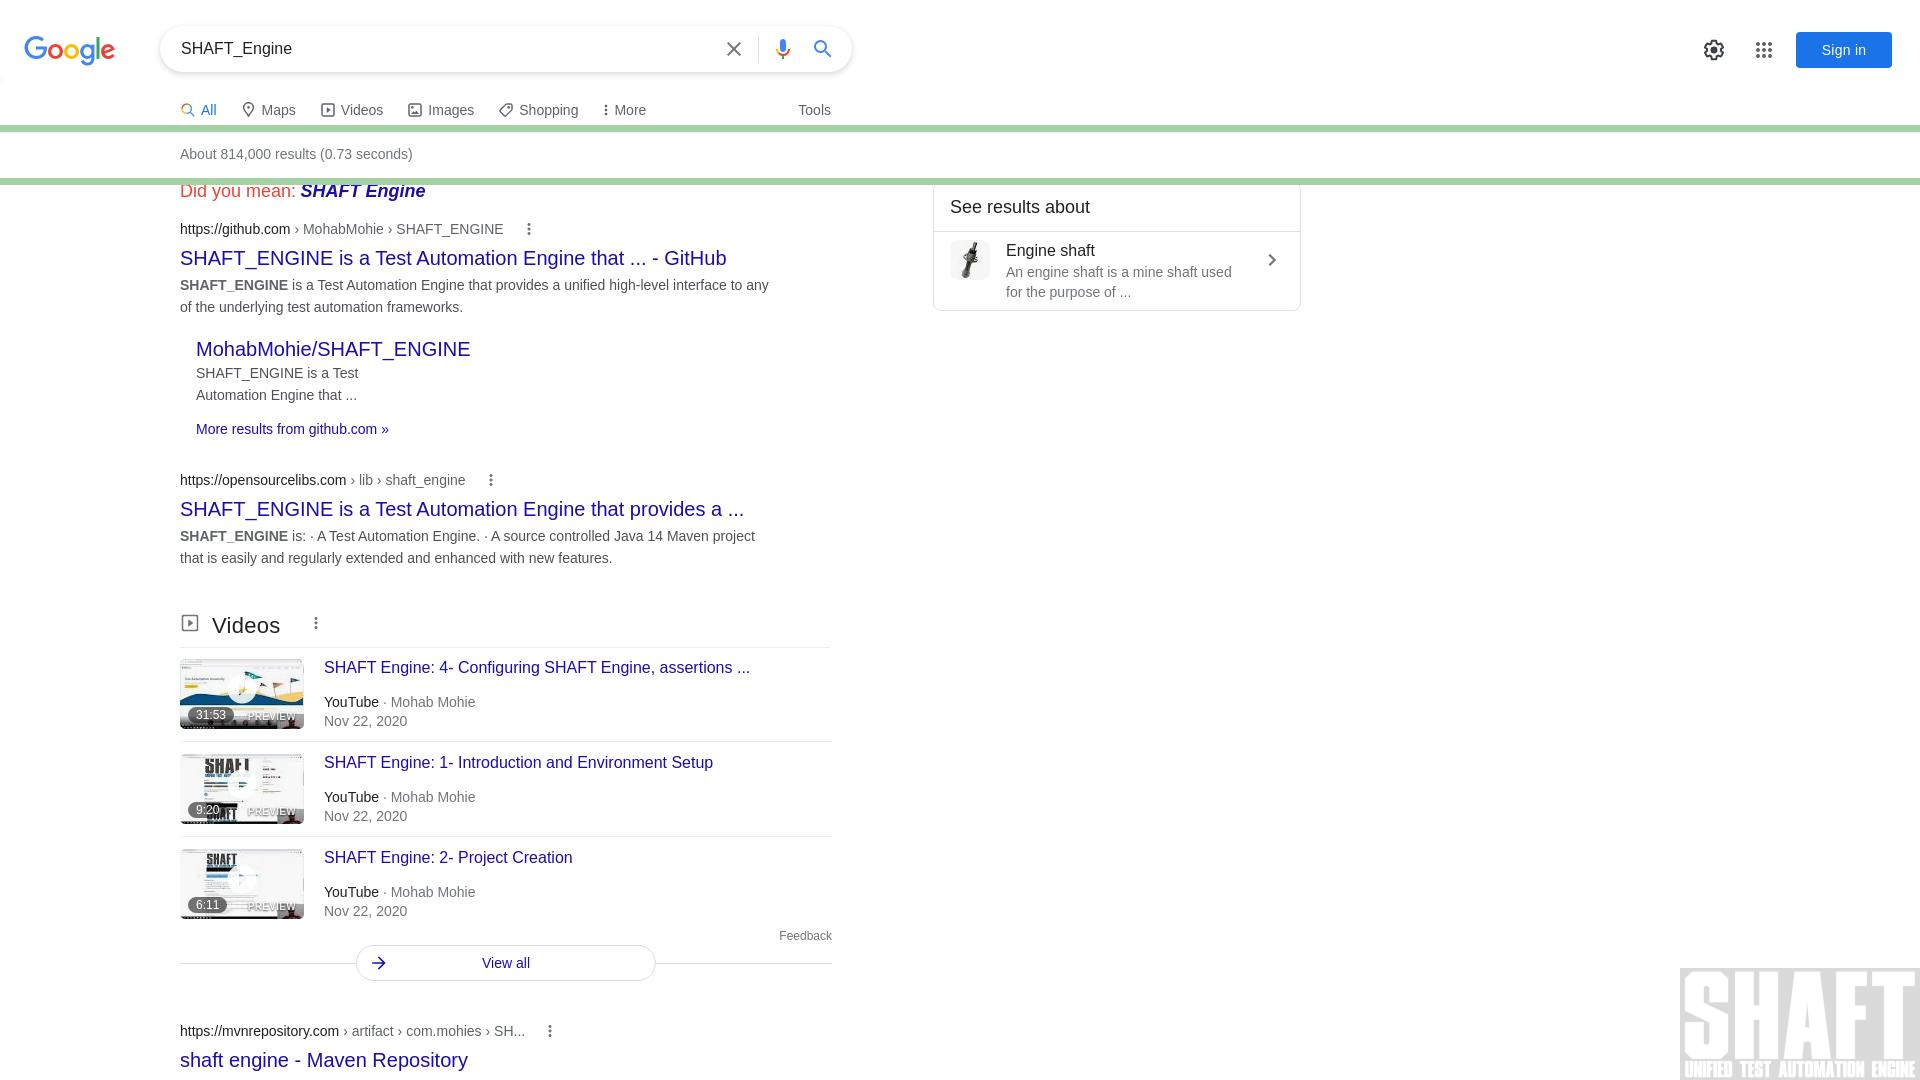 Google
SHAFT_Engine
Sign in
All
Maps
Videos
Images
Shopping
More
Tools
About 814,000 results (0.73 seconds)
Did you mean: SHAFT Engine
https://github.com › MohabMohie › SHAFT_ENGINE
SHAFT_ENGINE is a Test Automation Engine that ... - GitHub
SHAFT_ENGINE is a Test Automation Engine that provides a unified high-level interface to any
of the underlying test automation frameworks.
MohabMohie/SHAFT_ENGINE
SHAFT_ENGINE is a Test
Automation Engine that ...
More results from github.com »
https://opensourcelibs.com › lib › shaft_engine
SHAFT_ENGINE is a Test Automation Engine that provides a ...
SHAFT_ENGINE is: · A Test Automation Engine. · A source controlled Java 14 Maven project
that is easily and regularly extended and enhanced with new features.
Videos
31:53
PREVIEW
SHAFT Engine: 4- Configuring SHAFT Engine, assertions ...
YouTube · Mohab Mohie
Nov 22, 2020
SHAFT
9:20
PREVIEW
SHAFT Engine: 1- Introduction and Environment Setup
YouTube · Mohab Mohie
Nov 22, 2020
SHAFT
6:11
PREVIEW
SHAFT Engine: 2- Project Creation
YouTube · Mohab Mohie
Nov 22, 2020
Feedback
View all
https://mvnrepository.com › artifact › com.mohies › SH...
shaft engine - Maven Repository
See results about
Engine shaft
An engine shaft is a mine shaft used
for the purpose of ...
SHAFT
UNIFIED TEST AUTOMATION ENGINE